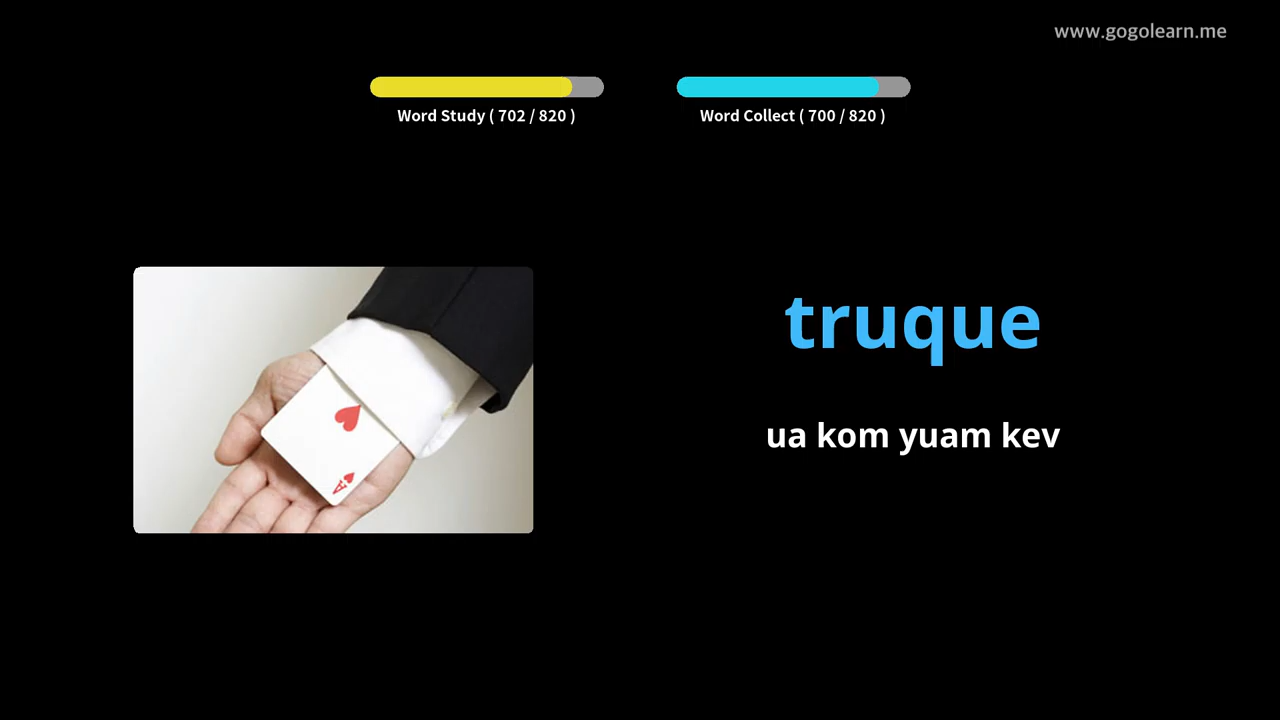 www.gogolearn.me
Word Study ( 702 / 820 )
Word Collect ( 700 / 820 )
truque
ua kom yuam kev
A